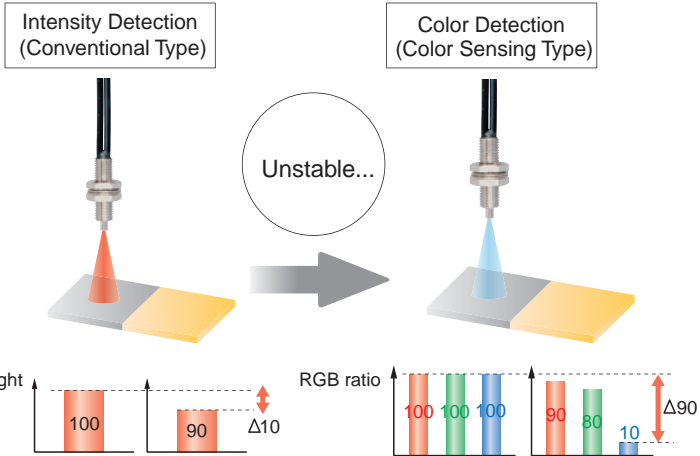 Intensity Detection
(Conventional Type)
Color Detection
(Color Sensing Type)
Unstable...
ght
100
90
Δ10
RGB ratio
100 100 100
90
80
10
Δ90